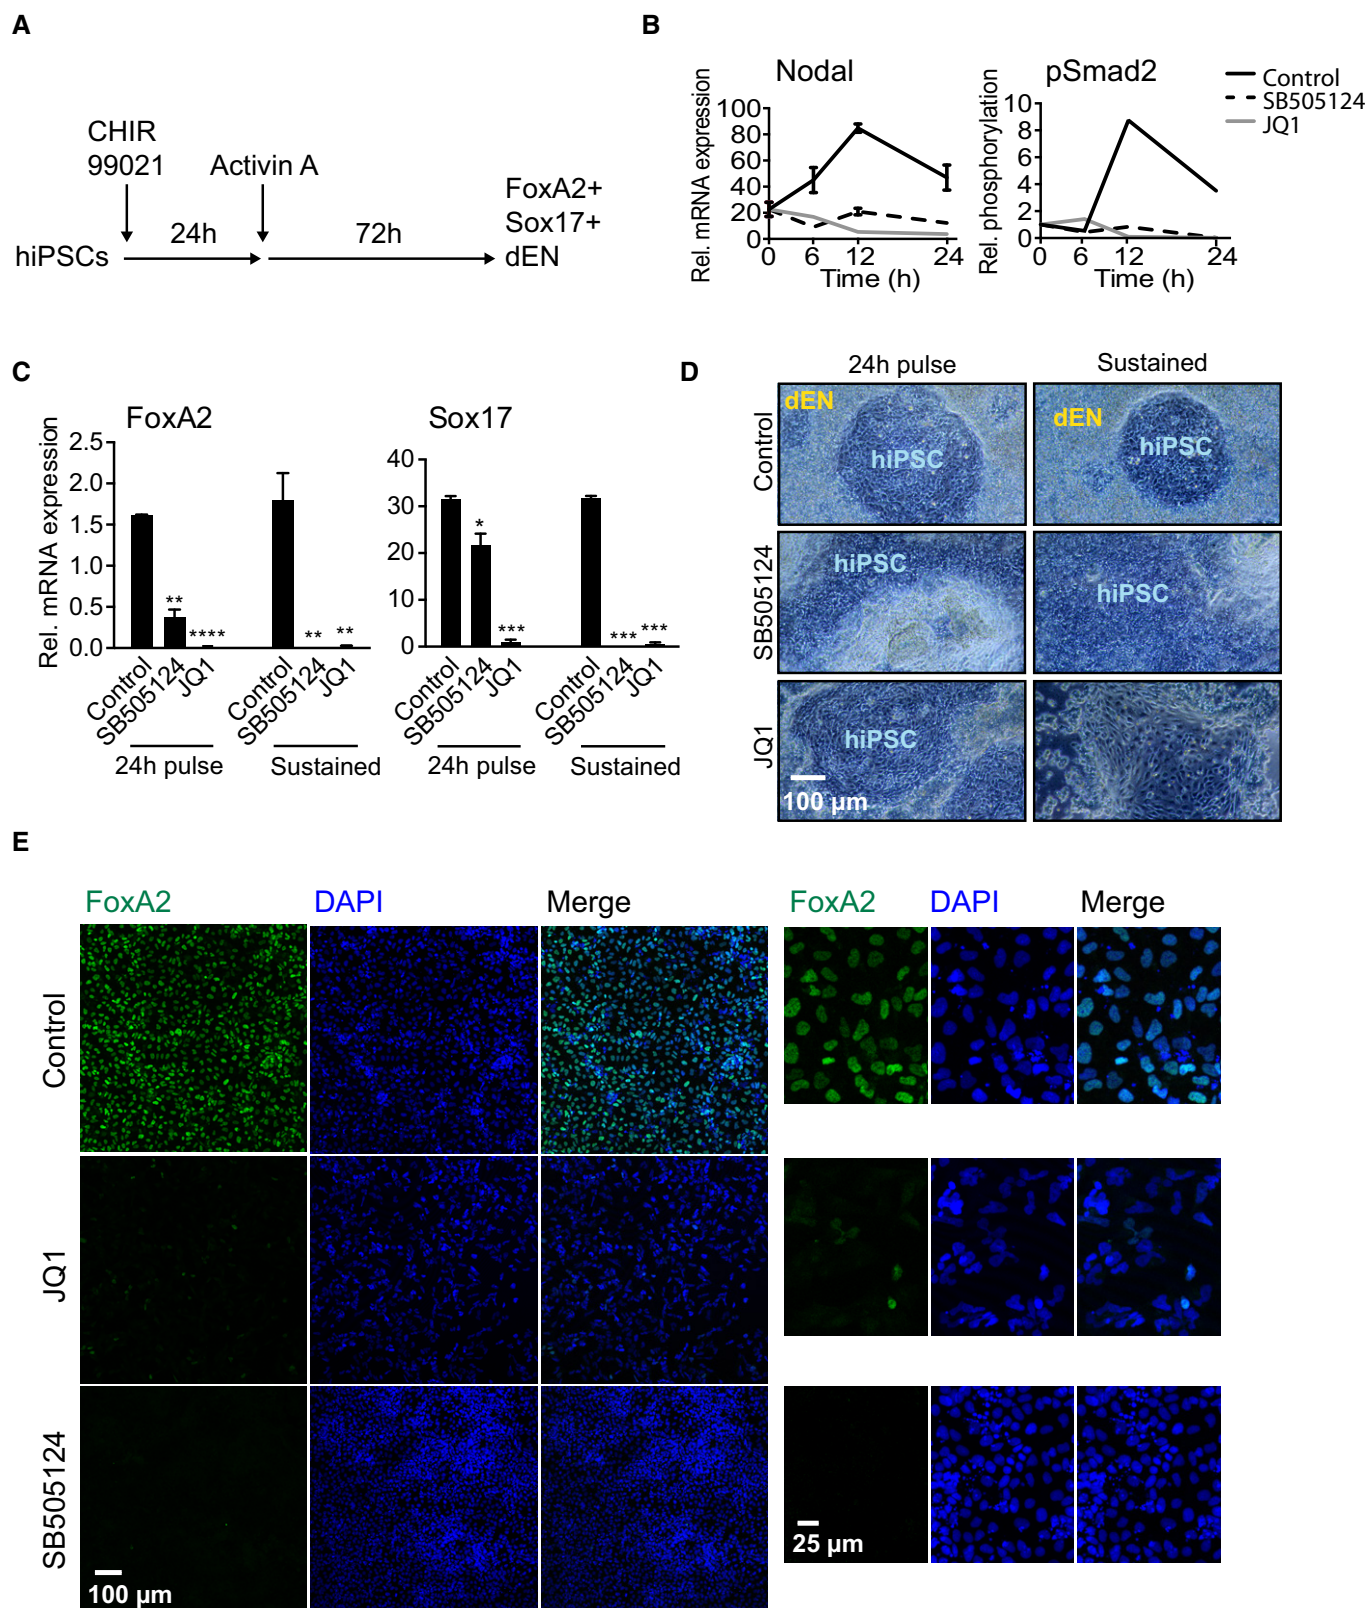 A
CHIR
99021
Activin A
24h
72h
hiPSCs
FoxA2+
Sox17+
dEN
B
Nodal
Rel. mRNA expression
100
80
60
40
20
0
0 6 12 24
Time (h)
pSmad2
Rel. phosphorylation
10
8
6
4
2
0
0 6 12 24
Time (h)
Control
SB505124
JQ1
C
FoxA2
Rel. mRNA expression
2.5
2.0
1.5
1.0
0.5
0.0
**
****
**
**
Control
SB505124
JQ1
Control
SB505124
JQ1
24h pulse
Sustained
Sox17
40
30
20
10
0
*
***
***
***
Control
SB505124
JQ1
Control
SB505124
JQ1
24h pulse
Sustained
D
24h pulse
Sustained
Control
dEN
hiPSC
dEN
hiPSC
SB505124
hiPSC
hiPSC
JQ1
hiPSC
100 µm
E
FoxA2 DAPI Merge
FoxA2 DAPI Merge
Control
JQ1
SB505124
100 µm
25 µm